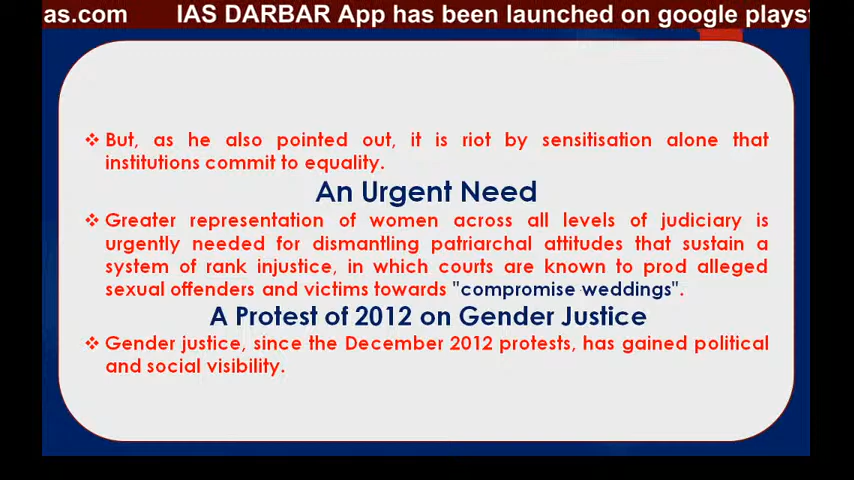 as.com IAS DARBAR App has been launched on google playst
❖ But, as he also pointed out, it is riot by sensitisation alone that
institutions commit to equality.
An Urgent Need
❖ Greater representation of women across all levels of judiciary is
urgently needed for dismantling patriarchal attitudes that sustain a
system of rank injustice, in which courts are known to prod alleged
sexual offenders and victims towards "compromise weddings".
A Protest of 2012 on Gender Justice
❖ Gender justice, since the December 2012 protests, has gained political
and social visibility.